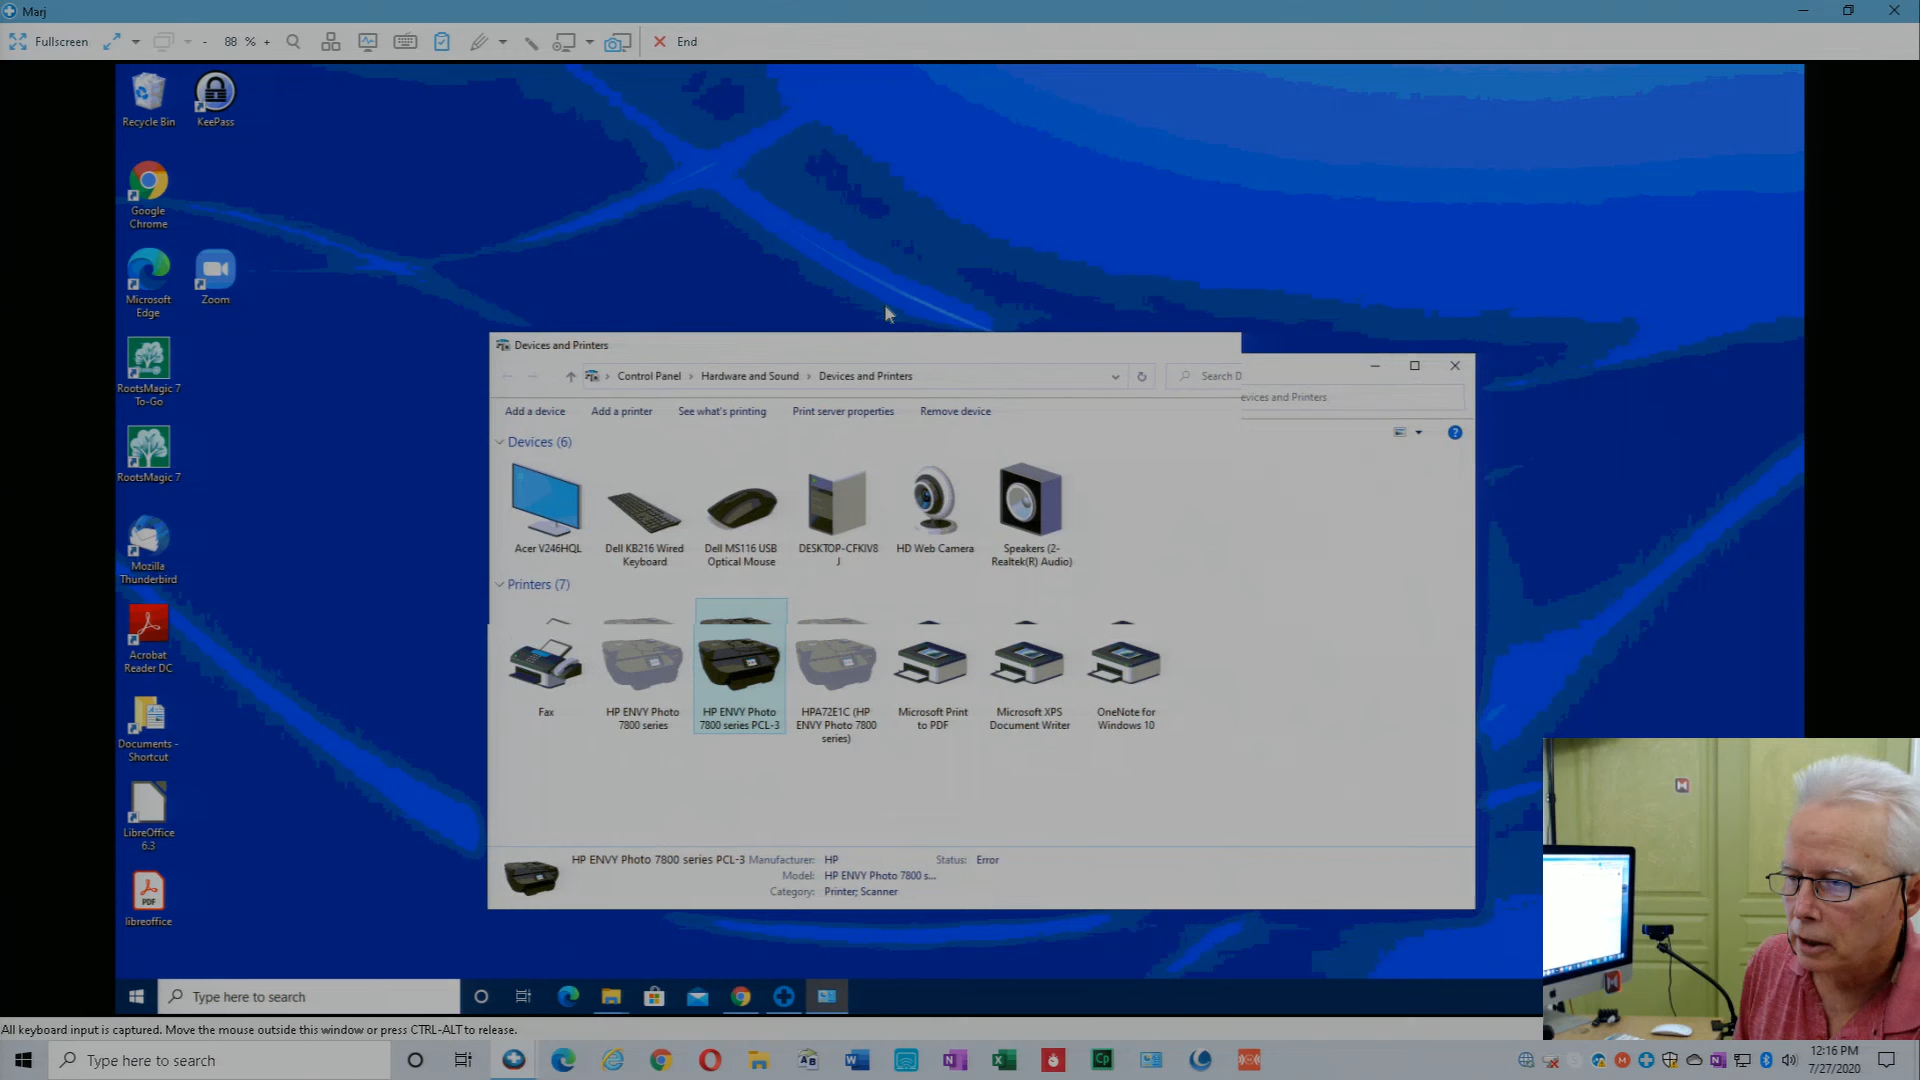 Marj
Fullscreen
- 88 % +
End
Recycle Bin
KeePass
Google
Chrome
Microsoft
Edge
Zoom
RootsMagic 7
To-Go
RootsMagic 7
Mozilla
Thunderbird
Acrobat
Reader DC
Documents -
Shortcut
LibreOffice
6.3
PDF
libreoffice
Devices and Printers
Control Panel > Hardware and Sound > Devices and Printers
Search D
evices and Printers
Add a device Add a printer See what's printing Print server properties Remove device
Devices (6)
Acer V246HQL
Dell KB216 Wired
Keyboard
Dell MS116 USB
Optical Mouse
DESKTOP-CFKIV8
J
HD Web Camera
Speakers (2-
Realtek(R) Audio)
Printers (7)
Fax
HP ENVY Photo
7800 series
HP ENVY Photo
7800 series PCL-3
HPA72E1C (HP
ENVY Photo 7800
series)
Microsoft Print
to PDF
Microsoft XPS
Document Writer
OneNote for
Windows 10
HP ENVY Photo 7800 series PCL-3 Manufacturer: HP Status: Error
Model: HP ENVY Photo 7800 s...
Category: Printer; Scanner
Type here to search
All keyboard input is captured. Move the mouse outside this window or press CTRL-ALT to release.
Type here to search
12:16 PM
7/27/2020